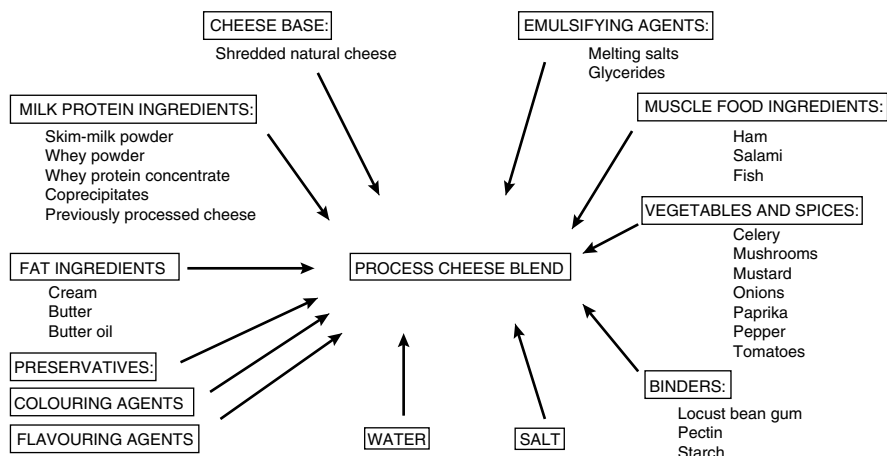 CHEESE BASE:
Shredded natural cheese
EMULSIFYING AGENTS:
Melting salts
Glycerides
MILK PROTEIN INGREDIENTS:
Skim-milk powder
Whey powder
Whey protein concentrate
Coprecipitates
Previously processed cheese
MUSCLE FOOD INGREDIENTS:
Ham
Salami
Fish
VEGETABLES AND SPICES:
Celery
Mushrooms
Mustard
Onions
Paprika
Pepper
Tomatoes
FAT INGREDIENTS
Cream
Butter
Butter oil
PROCESS CHEESE BLEND
PRESERVATIVES:
COLOURING AGENTS
FLAVOURING AGENTS
WATER
SALT
BINDERS:
Locust bean gum
Pectin
Starch